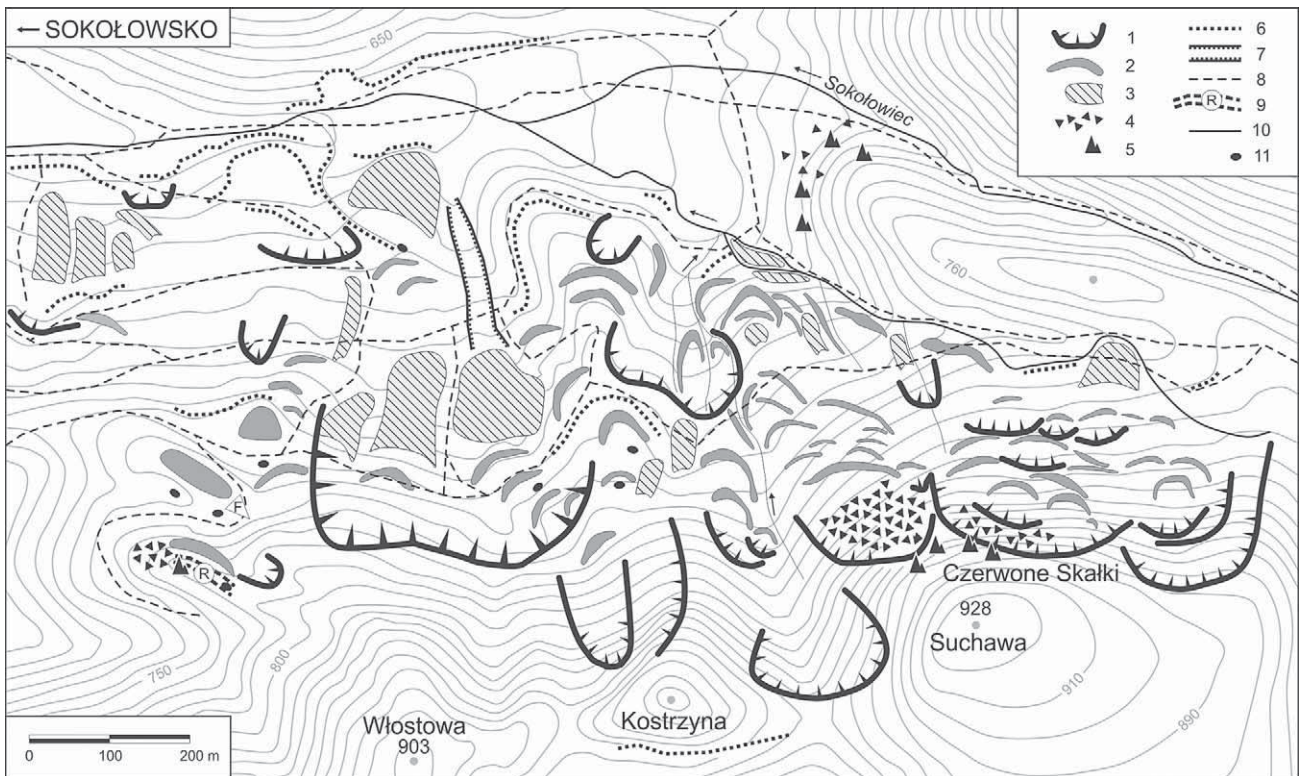 ← SOKOŁOWSKO
1
2
3
4
5
6
7
8
R
9
10
11
650
Sokołowiec
760
F
R
Czerwone Skałki
928
Suchawa
750
800
910
890
Włostowa
903
Kostrzyna
0 100 200 m